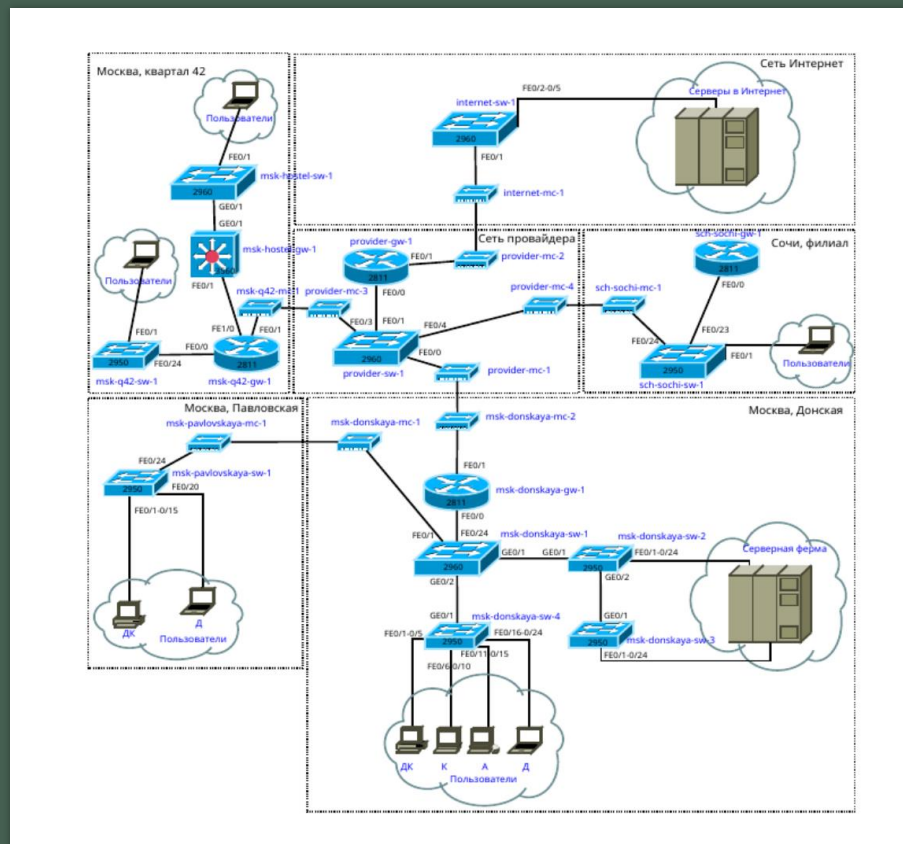 Москва, квартал 42
Пользователи
FE0/1
msk-hostel-sw-1
2960
GE0/1
GE0/1
msk-hostel-gw-1
3560
FE0/1
Пользователи
msk-q42-mc-1
FE0/1
FE1/0
FE0/1
FE0/0
2950
FE0/24
2811
msk-q42-sw-1
msk-q42-gw-1
Сеть Интернет
FE0/2-0/5
Серверы в Интернет
internet-sw-1
2960
FE0/1
internet-mc-1
Сеть провайдера
provider-gw-1
FE0/1
provider-mc-2
2811
FE0/0
provider-mc-3
provider-mc-4
FE0/3
FE0/1
FE0/4
2960
FE0/0
provider-sw-1
provider-mc-1
Сочи, филиал
sch-sochi-gw-1
2811
FE0/0
sch-sochi-mc-1
FE0/23
FE0/24
2950
FE0/1
Пользователи
sch-sochi-sw-1
Москва, Павловская
msk-pavlovskaya-mc-1
FE0/24
msk-pavlovskaya-sw-1
2950
FE0/20
FE0/1-0/15
ДК
Д
Пользователи
Москва, Донская
msk-donskaya-mc-1
msk-donskaya-mc-2
FE0/1
msk-donskaya-gw-1
2811
FE0/0
FE0/1
FE0/24
msk-donskaya-sw-1
msk-donskaya-sw-2
2960
GE0/1
GE0/1
FE0/1-0/24
Серверная ферма
2950
GE0/2
GE0/2
GE0/1
msk-donskaya-sw-4
GE0/1
FE0/1-0/5
2950
FE0/16-0/24
2950
msk-donskaya-sw-3
FE0/6-0/10
FE0/11-0/15
FE0/1-0/24
ДК
К
А
Д
Пользователи